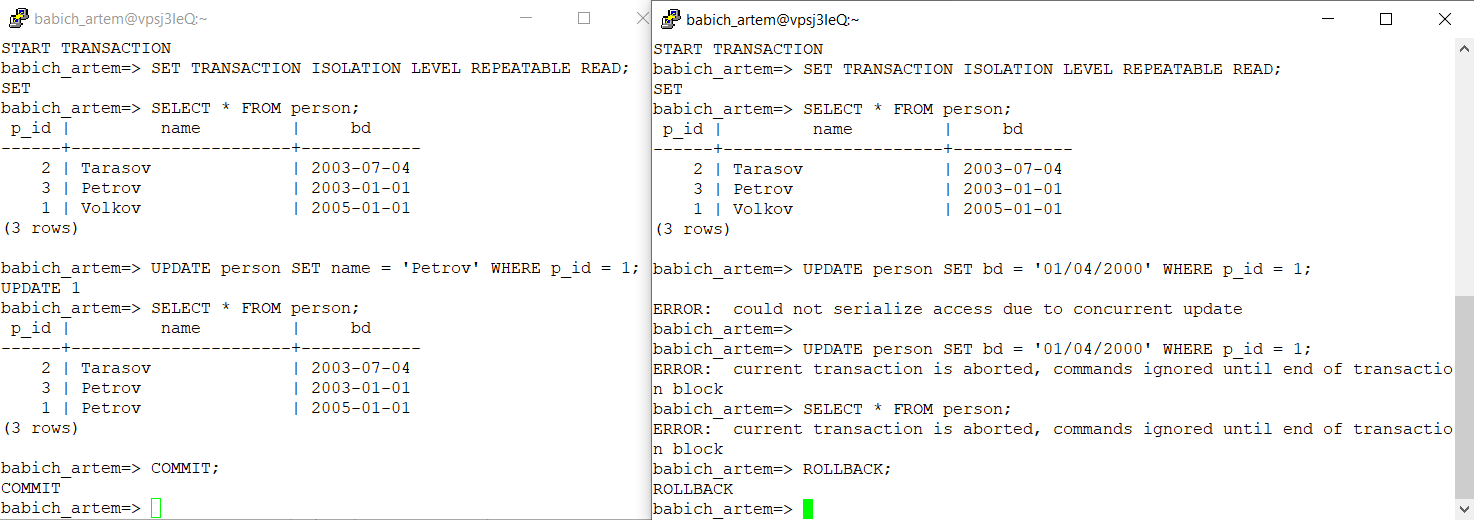 babich_artem@vpsj3IeQ:~
START TRANSACTION
babich_artem=> SET TRANSACTION ISOLATION LEVEL REPEATABLE READ;
SET
babich_artem=> SELECT * FROM person;
 p_id |         name         |     bd
------+----------------------+------------
    2 | Tarasov              | 2003-07-04
    3 | Petrov               | 2003-01-01
    1 | Volkov               | 2005-01-01
(3 rows)
babich_artem=> UPDATE person SET name = 'Petrov' WHERE p_id = 1;
UPDATE 1
babich_artem=> SELECT * FROM person;
 p_id |         name         |     bd
------+----------------------+------------
    2 | Tarasov              | 2003-07-04
    3 | Petrov               | 2003-01-01
    1 | Petrov               | 2005-01-01
(3 rows)
babich_artem=> COMMIT;
COMMIT
babich_artem=>
babich_artem@vpsj3IeQ:~
START TRANSACTION
babich_artem=> SET TRANSACTION ISOLATION LEVEL REPEATABLE READ;
SET
babich_artem=> SELECT * FROM person;
 p_id |         name         |     bd
------+----------------------+------------
    2 | Tarasov              | 2003-07-04
    3 | Petrov               | 2003-01-01
    1 | Volkov               | 2005-01-01
(3 rows)
babich_artem=> UPDATE person SET bd = '01/04/2000' WHERE p_id = 1;
ERROR:  could not serialize access due to concurrent update
babich_artem=>
babich_artem=> UPDATE person SET bd = '01/04/2000' WHERE p_id = 1;
ERROR:  current transaction is aborted, commands ignored until end of transactio
n block
babich_artem=> SELECT * FROM person;
ERROR:  current transaction is aborted, commands ignored until end of transactio
n block
babich_artem=> ROLLBACK;
ROLLBACK
babich_artem=>